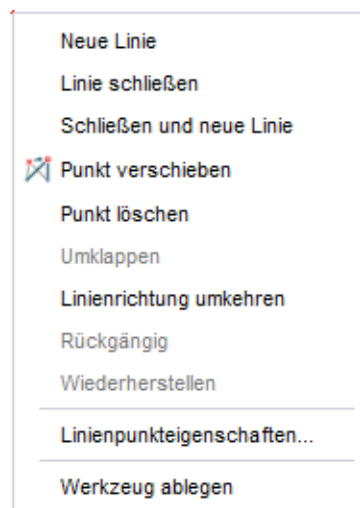 Neue Linie
Linie schließen
Schließen und neue Linie
Punkt verschieben
Punkt löschen
Umklappen
Linienrichtung umkehren
Rückgängig
Wiederherstellen
Linienpunkteigenschaften...
Werkzeug ablegen